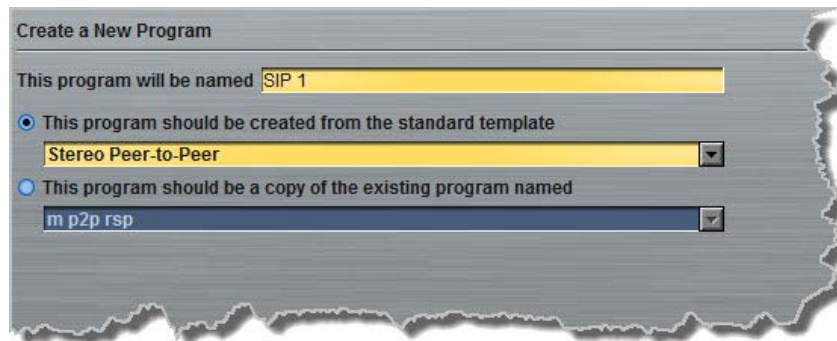 Create a New Program
This program will be named SIP 1
This program should be created from the standard template
Stereo Peer-to-Peer
This program should be a copy of the existing program named
m p2p rsp